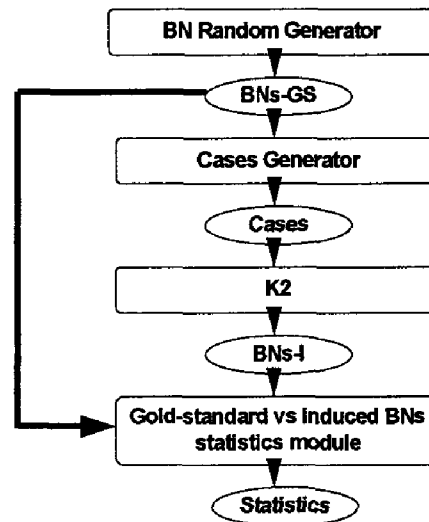 BN Random Generator
BNs-GS
Cases Generator
Cases
K2
BNs-I
Gold-standard vs induced BNs
statistics module
Statistics